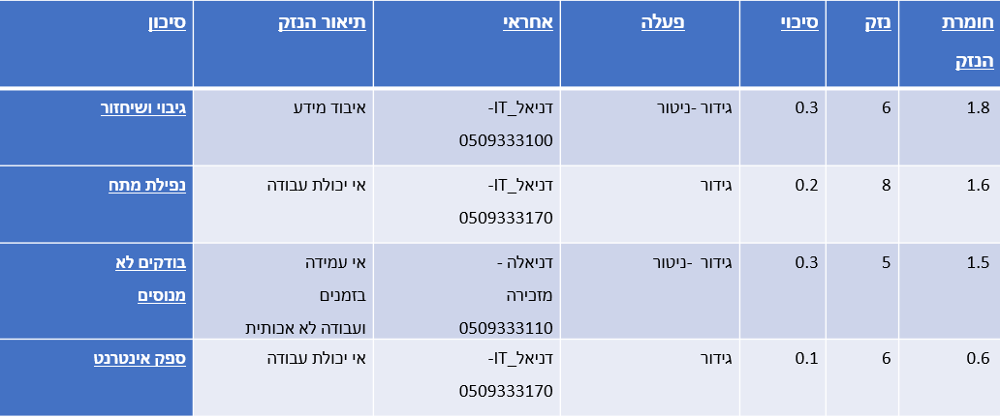 סיכון תיאור הנזק אחראי פעלה סיכוי נזק חומרת
הנזק
גיבוי ושיחזור איבוד מידע דניאל_IT- גידור -ניטור 0.3 6 1.8
0509333100
נפילת מתח אי יכולת עבודה דניאל_IT- גידור 0.2 8 1.6
0509333170
בודקים לא אי עמידה דניאלה - גידור -ניטור 0.3 5 1.5
מנוסים בזמנים מזכירה
ועבודה לא אכותית 0509333110
ספק אינטרנט אי יכולת עבודה דניאל_IT- גידור 0.1 6 0.6
0509333170